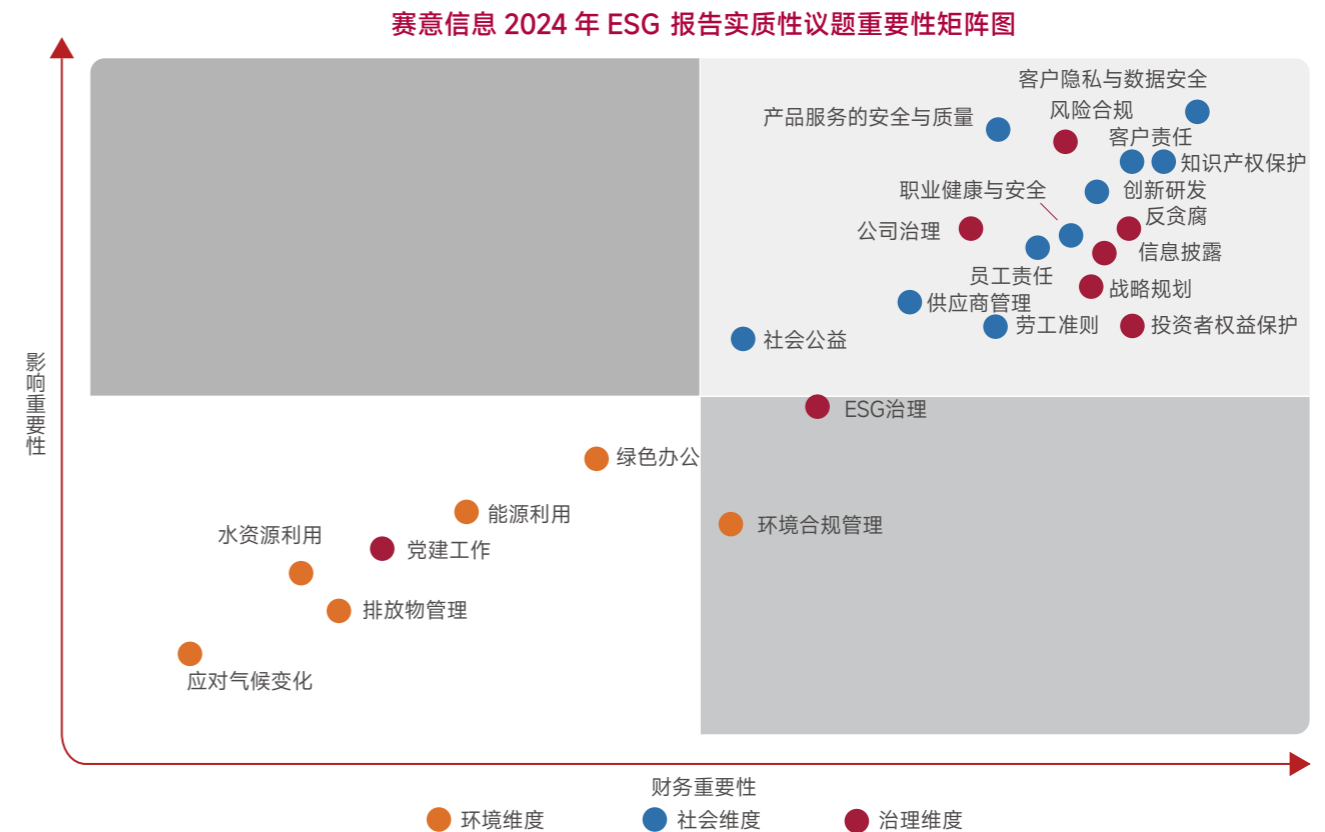 赛意信息 2024 年 ESG 报告实质性议题重要性矩阵图
客户隐私与数据安全
风险合规
产品服务的安全与质量
客户责任
知识产权保护
职业健康与安全
创新研发
反贪腐
公司治理
信息披露
员工责任
战略规划
供应商管理
劳工准则
投资者权益保护
社会公益
影响重要性
ESG治理
绿色办公
能源利用
环境合规管理
水资源利用
党建工作
排放物管理
应对气候变化
财务重要性
环境维度
社会维度
治理维度